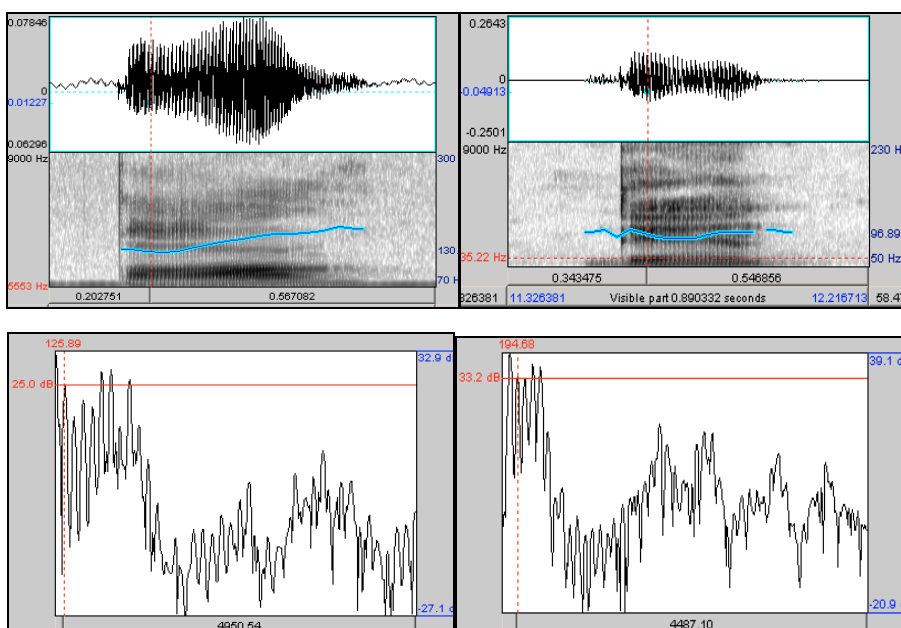 0.07846
0
-0.01227
0.06296
9000 Hz
300
130.
5553 Hz
70 H
0.202751
0.567082
0.2643
0
-0.04913
-0.2501
9000 Hz
230 H
96.89
35.22 Hz
50 Hz
0.343475
0.546856
326381
11.326381
Visible part 0.890332 seconds
12.216713
58.47
125.89
25.0 dB
32.9 d
-27.1 d
4950.54
194.68
33.2 dB
39.1 d
-20.9
4487.10